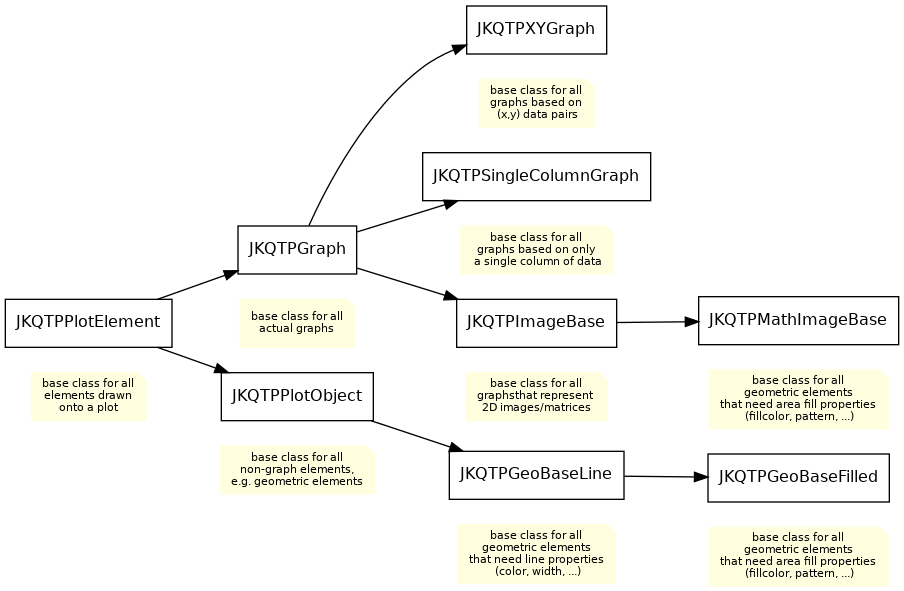 JKQTPXYGraph
base class for all
graphs based on
(x,y) data pairs
JKQTPSingleColumnGraph
base class for all
graphs based on only
a single column of data
JKQTPGraph
base class for all
actual graphs
JKQTPPlotElement
base class for all
elements drawn
onto a plot
JKQTPImageBase
base class for all
graphsthat represent
2D images/matrices
JKQTPMathImageBase
base class for all
geometric elements
that need area fill properties
(fillcolor, pattern, ...)
JKQTPPlotObject
base class for all
non-graph elements,
e.g. geometric elements
JKQTPGeoBaseLine
base class for all
geometric elements
that need line properties
(color, width, ...)
JKQTPGeoBaseFilled
base class for all
geometric elements
that need area fill properties
(fillcolor, pattern, ...)